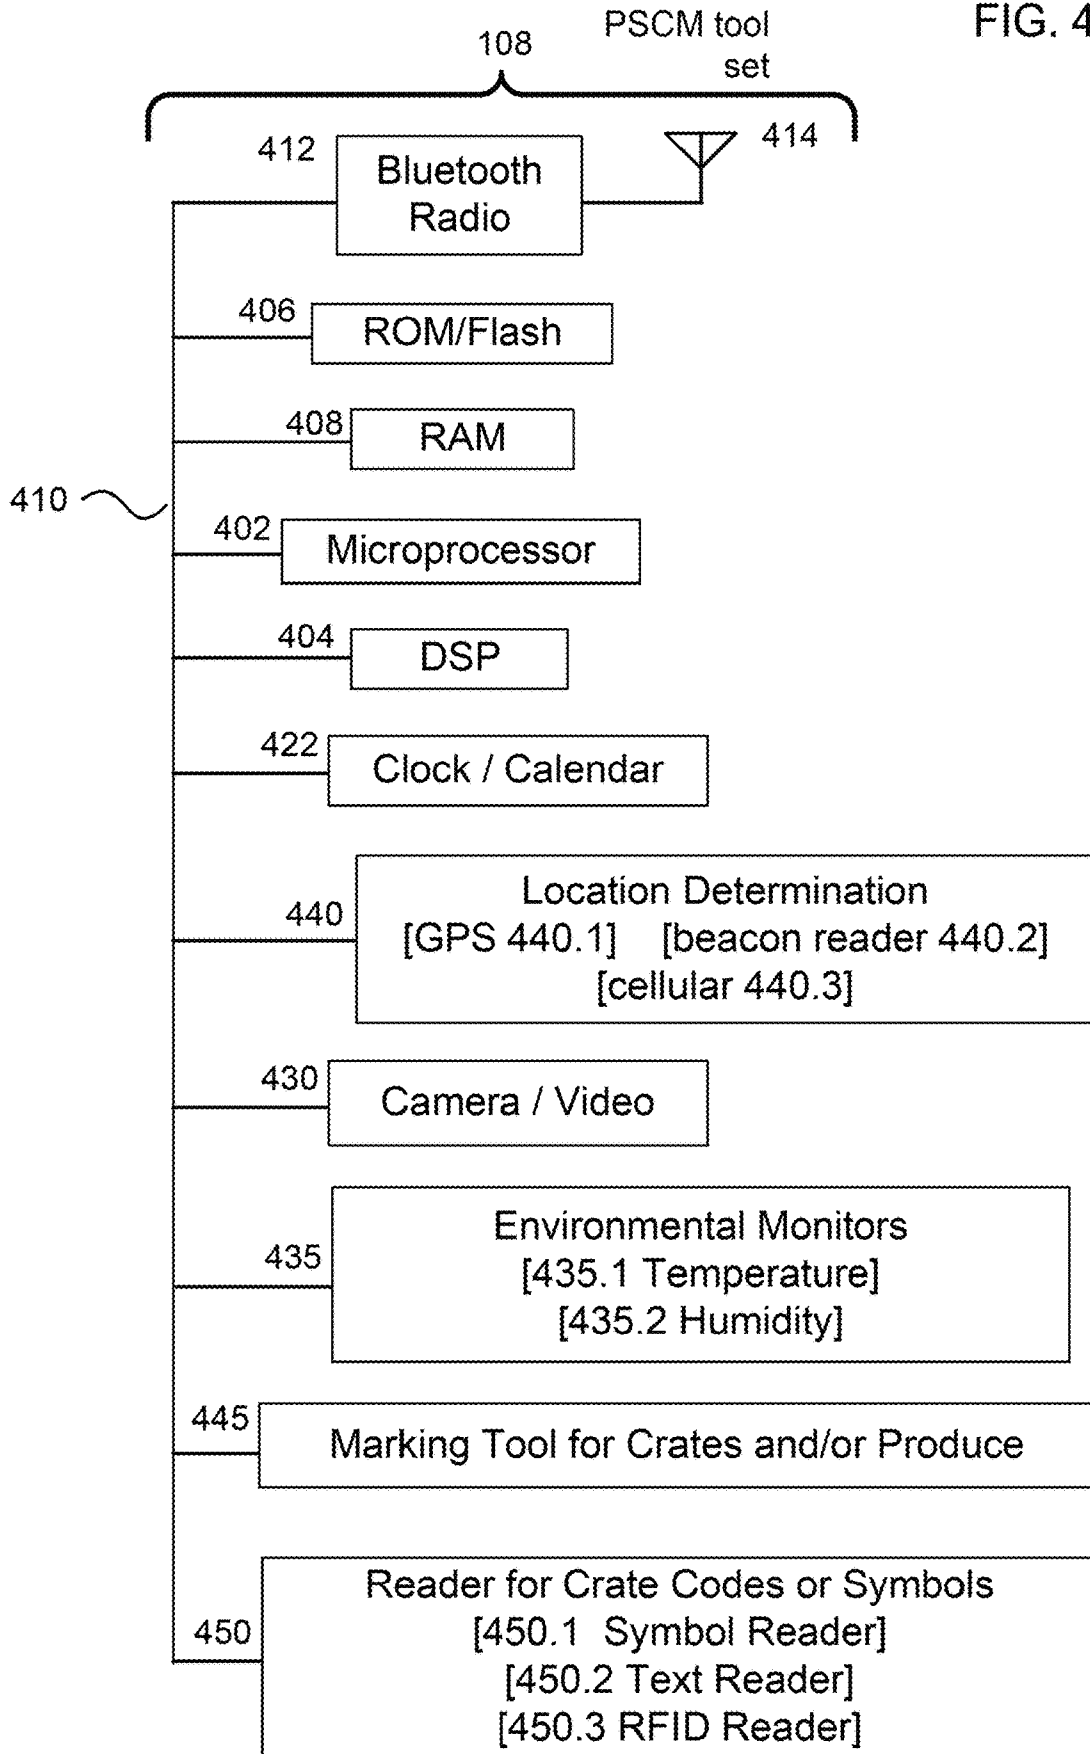 FIG. 4
PSCM tool
set
108
412
Bluetooth
Radio
414
406
ROM/Flash
408
RAM
410
402
Microprocessor
404
DSP
422
Clock / Calendar
440
Location Determination
[GPS 440.1] [beacon reader 440.2]
[cellular 440.3]
430
Camera / Video
435
Environmental Monitors
[435.1 Temperature]
[435.2 Humidity]
445
Marking Tool for Crates and/or Produce
450
Reader for Crate Codes or Symbols
[450.1 Symbol Reader]
[450.2 Text Reader]
[450.3 RFID Reader]